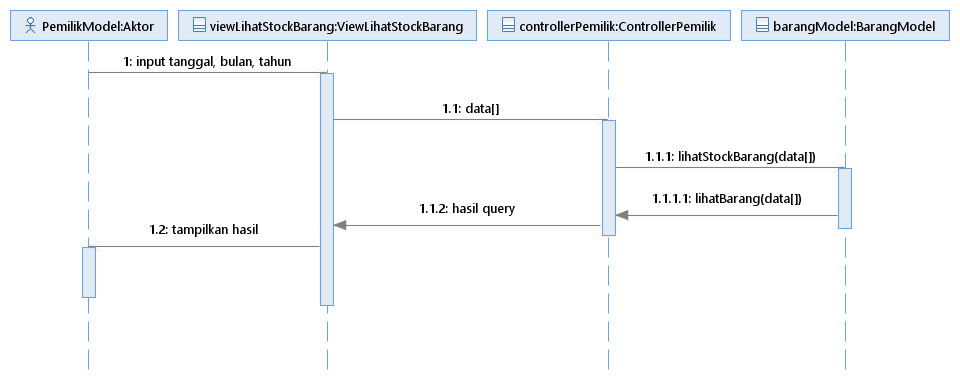 PemilikModel:Aktor
viewLihatStockBarang:ViewLihatStockBarang
controllerPemilik:ControllerPemilik
barangModel:BarangModel
1: input tanggal, bulan, tahun
1.1: data[]
1.1.1: lihatStockBarang(data[])
1.1.1.1: lihatBarang(data[])
1.1.2: hasil query
1.2: tampilkan hasil